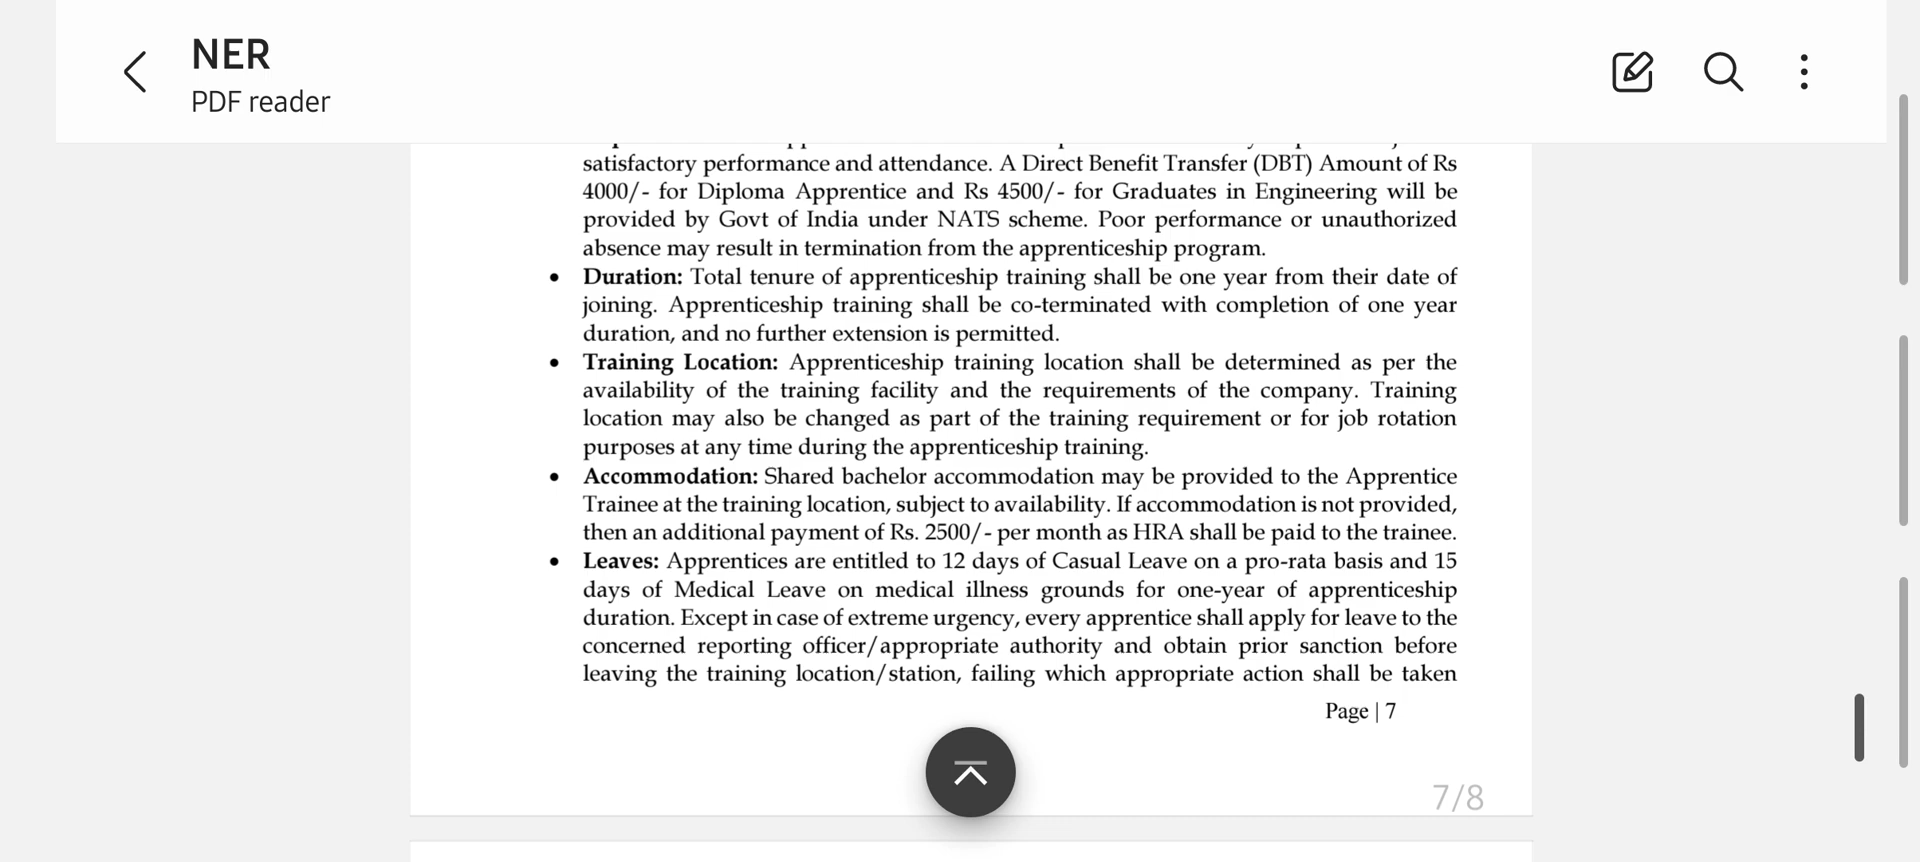 NER
PDF reader
satisfactory performance and attendance. A Direct Benefit Transfer (DBT) Amount of Rs
4000/- for Diploma Apprentice and Rs 4500/- for Graduates in Engineering will be
provided by Govt of India under NATS scheme. Poor performance or unauthorized
absence may result in termination from the apprenticeship program.
• Duration: Total tenure of apprenticeship training shall be one year from their date of
joining. Apprenticeship training shall be co-terminated with completion of one year
duration, and no further extension is permitted.
• Training Location: Apprenticeship training location shall be determined as per the
availability of the training facility and the requirements of the company. Training
location may also be changed as part of the training requirement or for job rotation
purposes at any time during the apprenticeship training.
• Accommodation: Shared bachelor accommodation may be provided to the Apprentice
Trainee at the training location, subject to availability. If accommodation is not provided,
then an additional payment of Rs. 2500/- per month as HRA shall be paid to the trainee.
• Leaves: Apprentices are entitled to 12 days of Casual Leave on a pro-rata basis and 15
days of Medical Leave on medical illness grounds for one-year of apprenticeship
duration. Except in case of extreme urgency, every apprentice shall apply for leave to the
concerned reporting officer/appropriate authority and obtain prior sanction before
leaving the training location/station, failing which appropriate action shall be taken
Page | 7
7/8